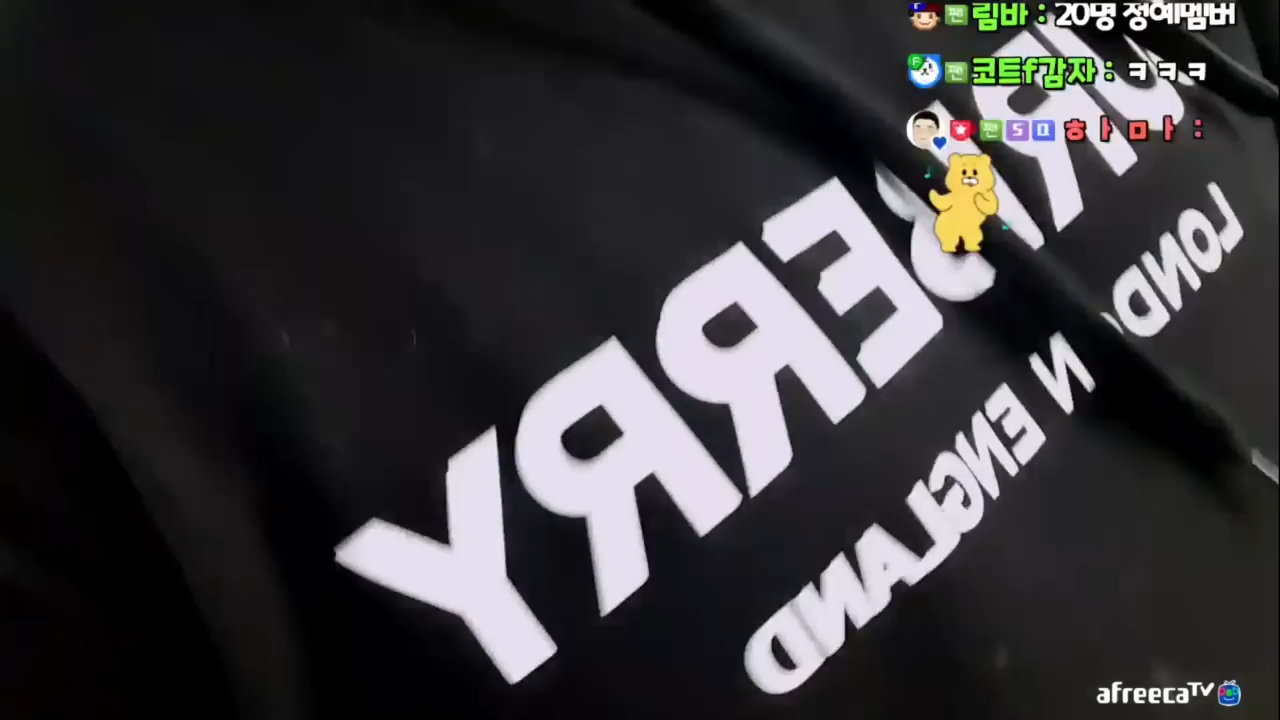 림바 : 20명 정예멤버
코트f감자 : ㅋㅋㅋ
하마 :
ERRY
LOND
N ENGLAND
afreecaTV